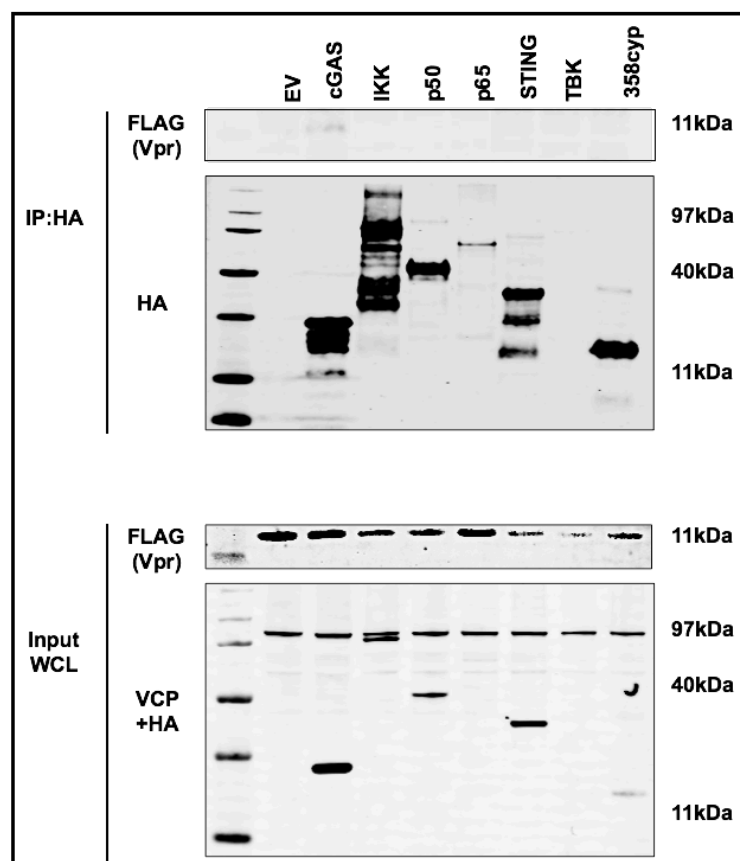 EV cGAS IKK p50 p65 STING TBK 358cyp
FLAG
(Vpr)
11kDa
IP:HA
HA
97kDa
40kDa
11kDa
FLAG
(Vpr)
11kDa
Input
WCL
VCP
+HA
97kDa
40kDa
11kDa